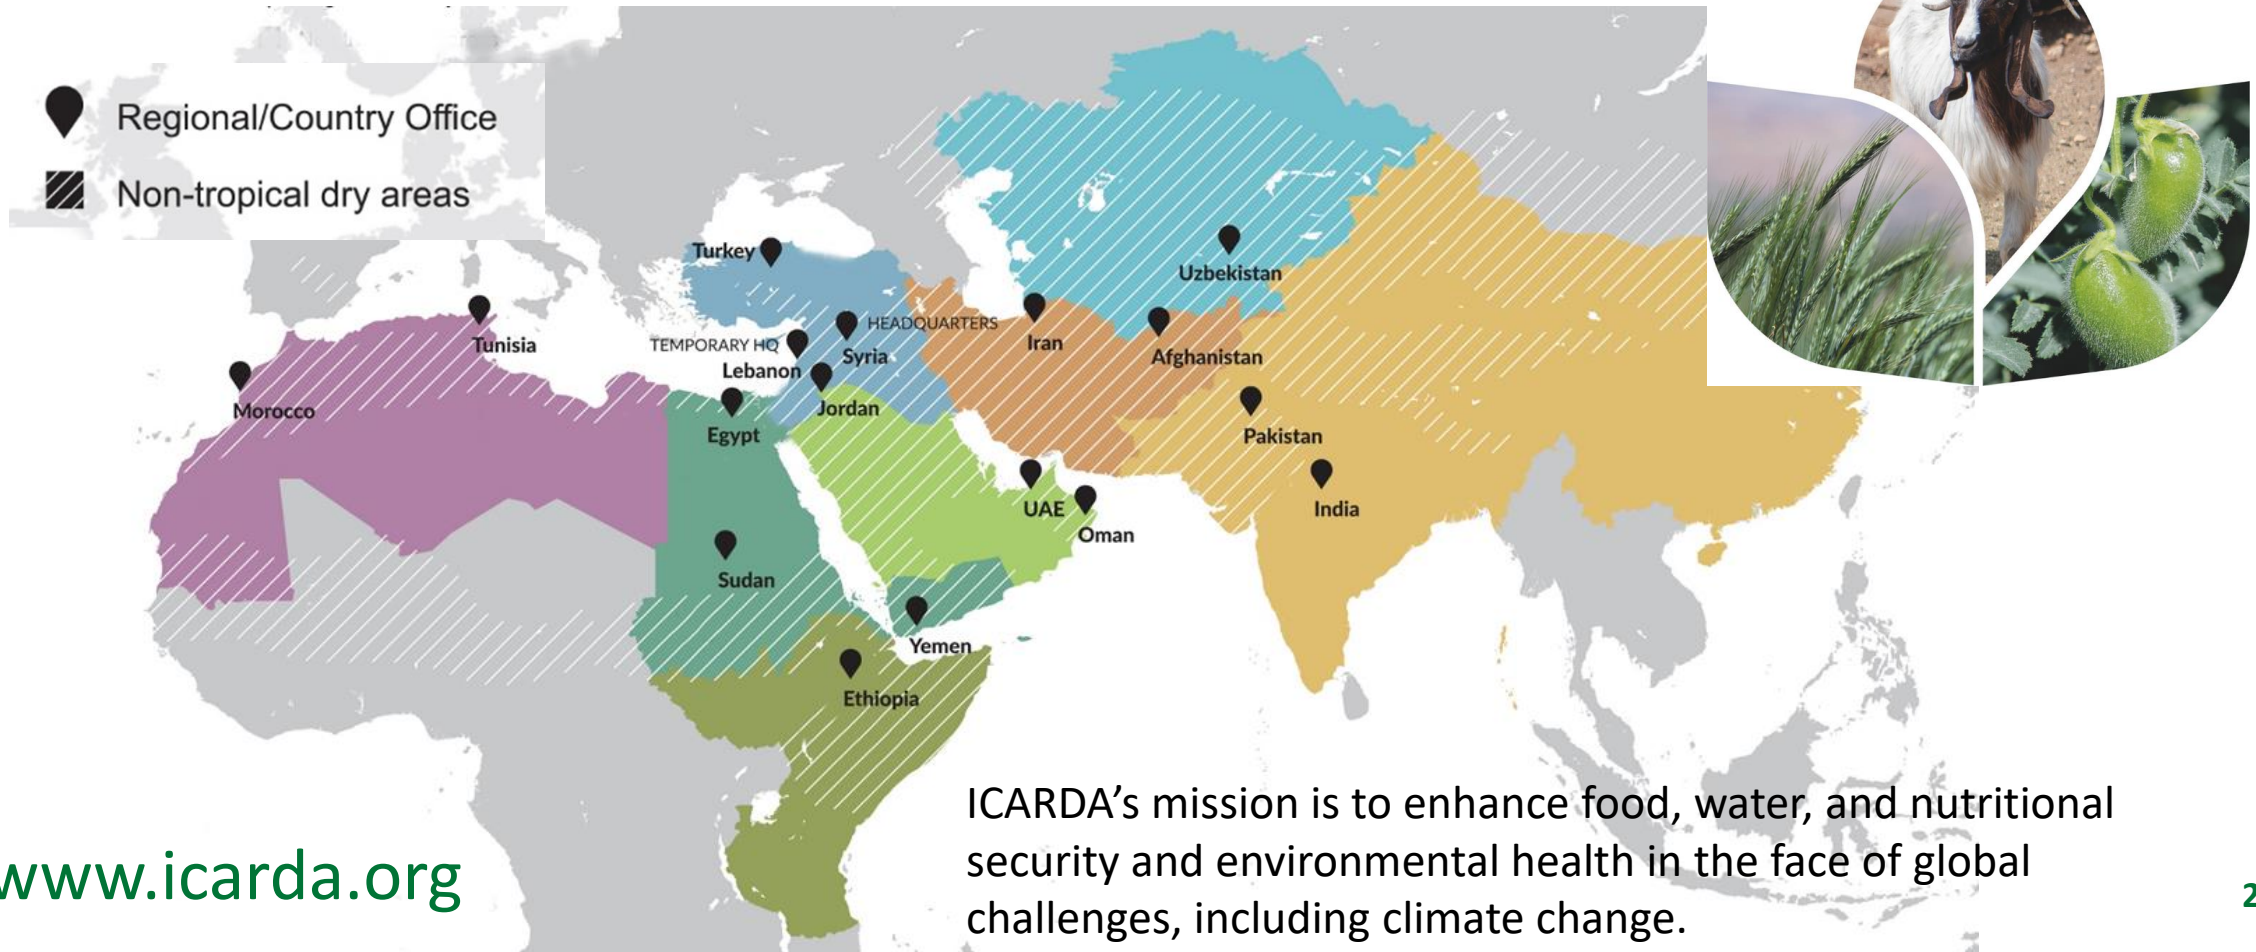 Regional/Country Office
Non-tropical dry areas
Turkey
Uzbekistan
HEADQUARTERS
TEMPORARY HQ
Tunisia
Syria
Iran
Afghanistan
Lebanon
Morocco
Jordan
Egypt
Pakistan
UAE
India
Oman
Sudan
Yemen
Ethiopia
ICARDA’s mission is to enhance food, water, and nutritional
security and environmental health in the face of global
challenges, including climate change.
www.icarda.org
2